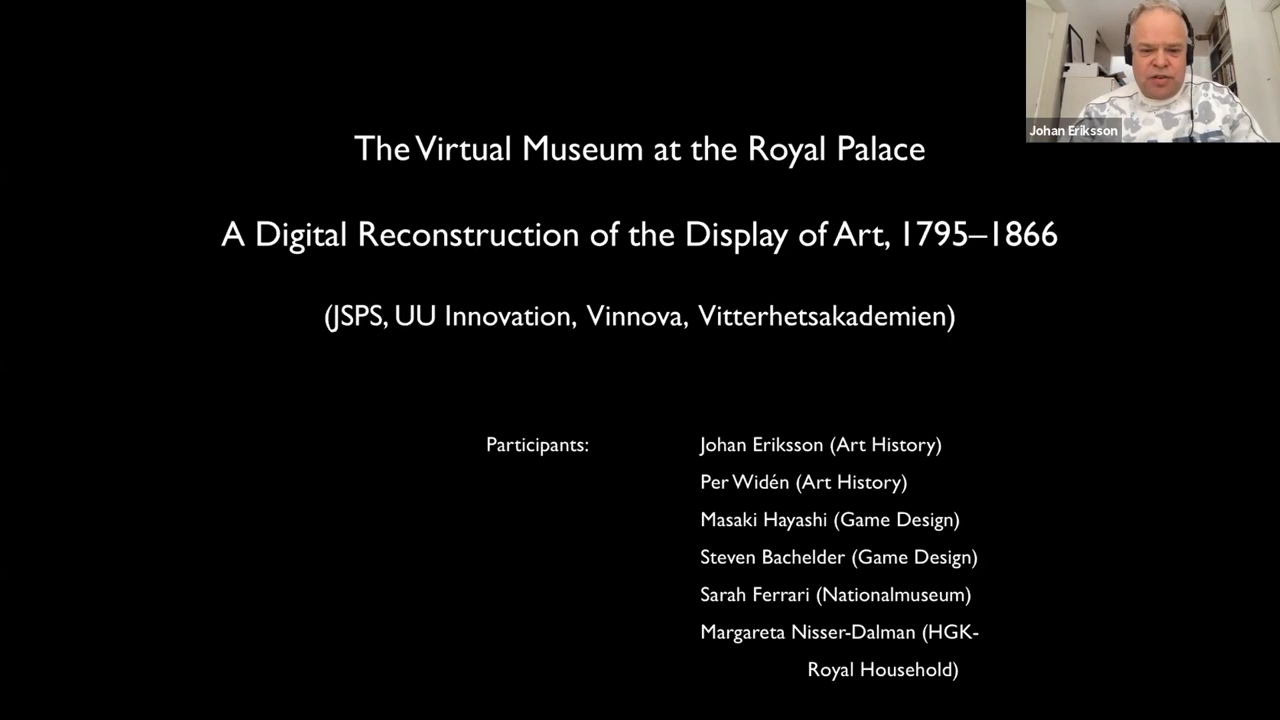 Johan Eriksson
The Virtual Museum at the Royal Palace
A Digital Reconstruction of the Display of Art, 1795–1866
(JSPS, UU Innovation, Vinnova, Vitterhetsakademien)
Participants: Johan Eriksson (Art History)
Per Widén (Art History)
Masaki Hayashi (Game Design)
Steven Bachelder (Game Design)
Sarah Ferrari (Nationalmuseum)
Margareta Nisser-Dalman (HGK-
Royal Household)